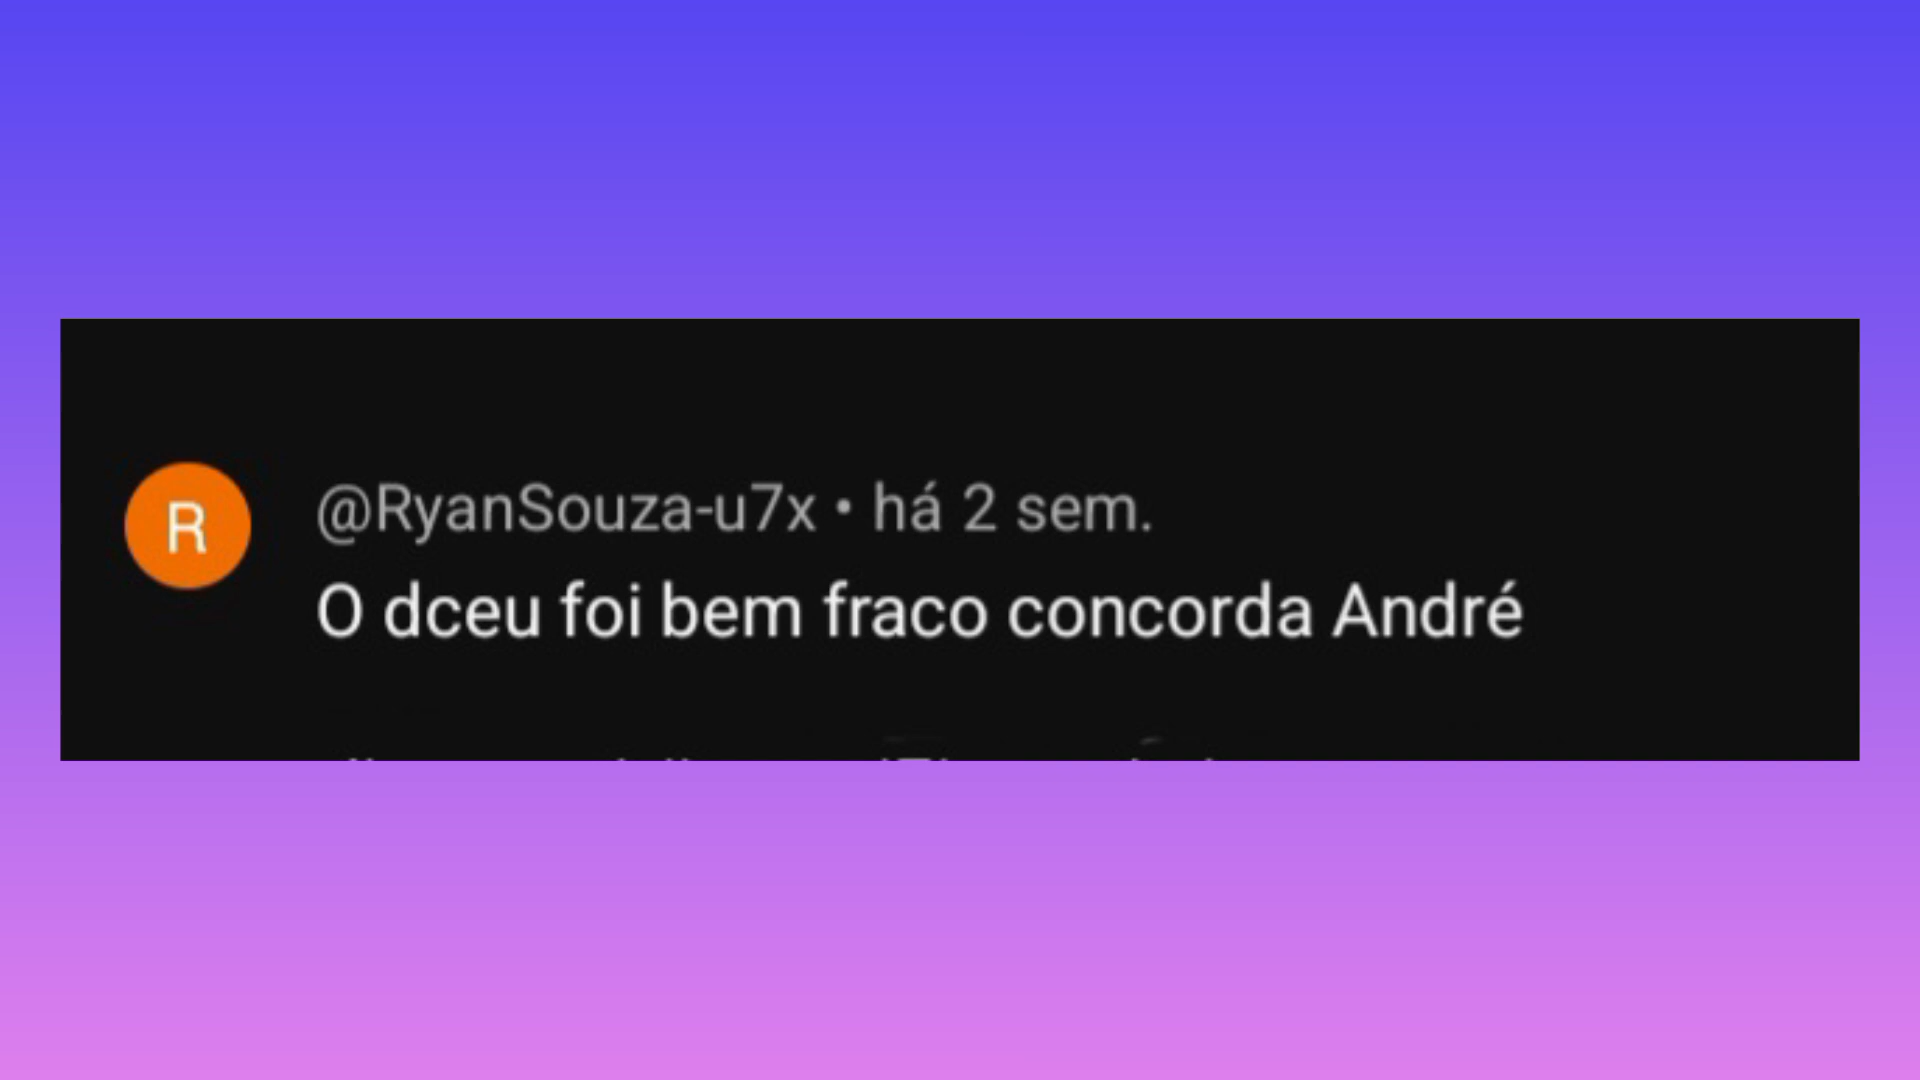 R
@RyanSouza-u7x • há 2 sem.
O dceu foi bem fraco concorda André